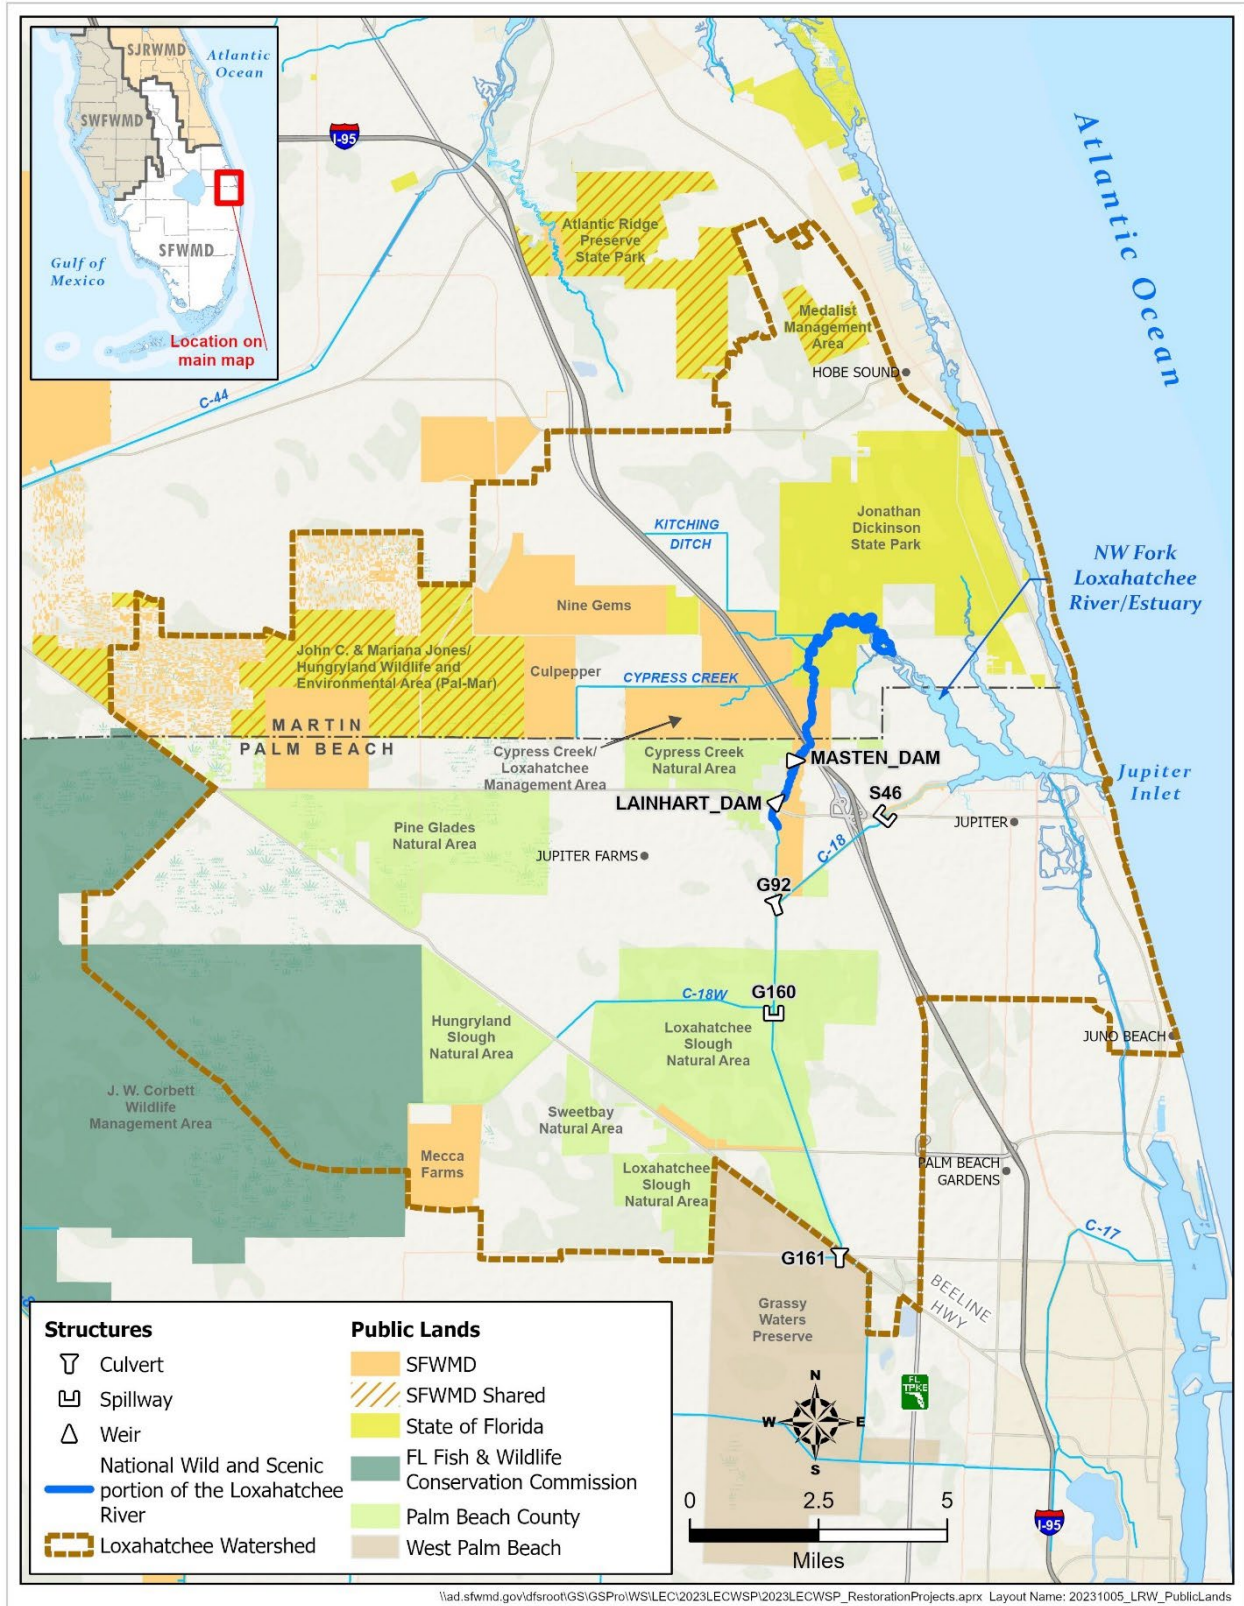 SJRWMD
Atlantic
Ocean
SWFWMD
SFWMD
Gulf of
Mexico
Location on
main map
I-95
Atlantic Ridge
Preserve
State Park
Medalist
Management
Area
HOBE SOUND
Atlantic Ocean
C-44
Jonathan
Dickinson
State Park
KITCHING
DITCH
NW Fork
Loxahatchee
River/Estuary
Nine Gems
John C. & Mariana Jones/
Hungryland Wildlife and
Environmental Area (Pal-Mar)
Culpepper
CYPRESS CREEK
MARTIN
PALM BEACH
Cypress Creek/
Loxahatchee
Management Area
Cypress Creek
Natural Area
MASTEN_DAM
Jupiter
Inlet
LAINHART_DAM
S46
JUPITER
Pine Glades
Natural Area
JUPITER FARMS
C-18
G92
C-18W
G160
Hungryland
Slough
Natural Area
Loxahatchee
Slough
Natural Area
JUNO BEACH
J. W. Corbett
Wildlife
Management Area
Sweetbay
Natural Area
Mecca
Farms
Loxahatchee
Slough
Natural Area
PALM BEACH
GARDENS
G161
C-17
BEELINE
HWY
Grassy
Waters
Preserve
FL
TPKE
N
W
E
S
0 2.5 5
Miles
I-95
Structures
Culvert
Spillway
Weir
National Wild and Scenic
portion of the Loxahatchee
River
Loxahatchee Watershed
Public Lands
SFWMD
SFWMD Shared
State of Florida
FL Fish & Wildlife
Conservation Commission
Palm Beach County
West Palm Beach
\\ad.sfwmd.gov\dfsroot\GS\GSPro\WS\LEC\2023LECWSP\2023LECWSP_RestorationProjects.aprx Layout Name: 20231005_LRW_PublicLands